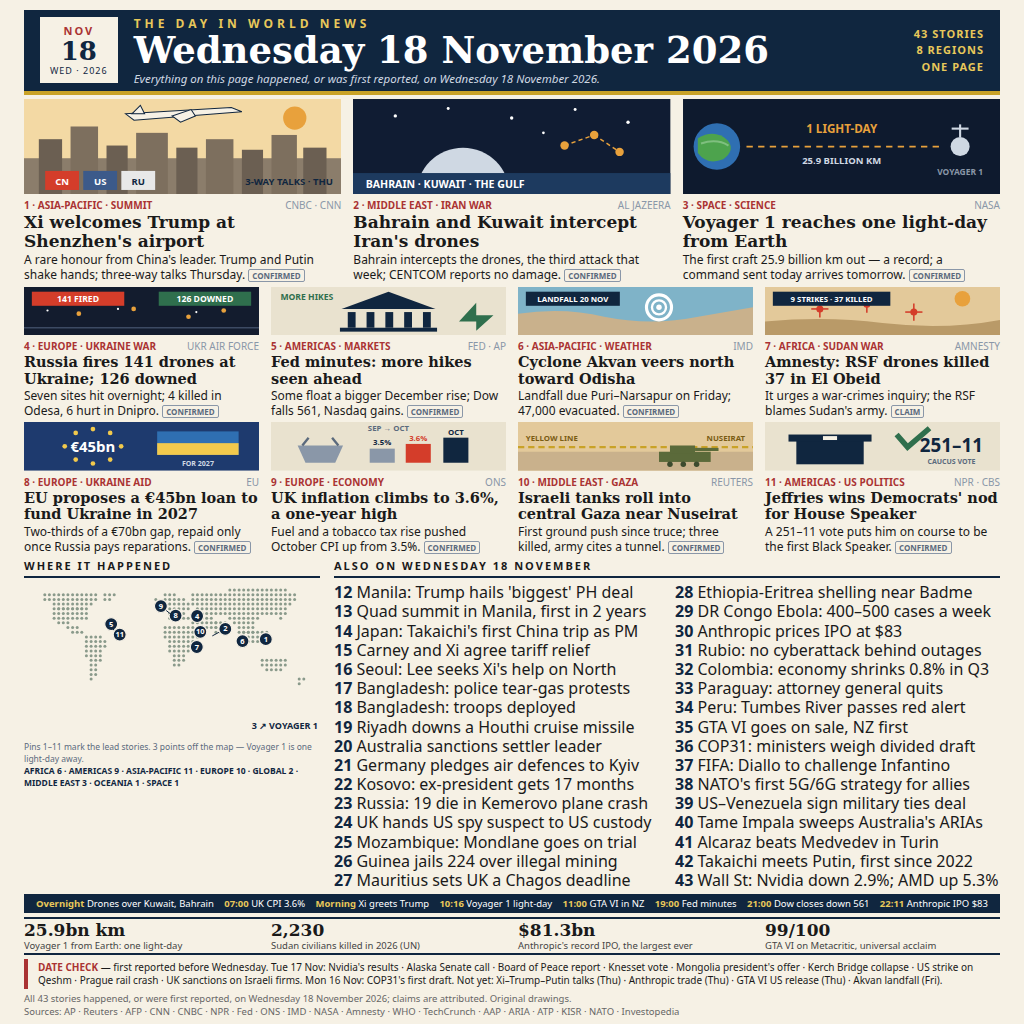 NOV
18
WED · 2026
THE DAY IN WORLD NEWS
Wednesday 18 November 2026
Everything on this page happened, or was first reported, on Wednesday 18 November 2026.
43 STORIES
8 REGIONS
ONE PAGE
CN US RU
3-WAY TALKS · THU
1 · ASIA-PACIFIC · SUMMIT CNBC · CNN
Xi welcomes Trump at
Shenzhen's airport
A rare honour from China's leader. Trump and Putin
shake hands; three-way talks Thursday. CONFIRMED
BAHRAIN · KUWAIT · THE GULF
2 · MIDDLE EAST · IRAN WAR AL JAZEERA
Bahrain and Kuwait intercept
Iran's drones
Bahrain intercepts the drones, the third attack that
week; CENTCOM reports no damage. CONFIRMED
1 LIGHT-DAY
25.9 BILLION KM
VOYAGER 1
3 · SPACE · SCIENCE NASA
Voyager 1 reaches one light-day
from Earth
The first craft 25.9 billion km out — a record; a
command sent today arrives tomorrow. CONFIRMED
141 FIRED 126 DOWNED
4 · EUROPE · UKRAINE WAR UKR AIR FORCE
Russia fires 141 drones at
Ukraine; 126 downed
Seven sites hit overnight; 4 killed in
Odesa, 6 hurt in Dnipro. CONFIRMED
MORE HIKES
5 · AMERICAS · MARKETS FED · AP
Fed minutes: more hikes
seen ahead
Some float a bigger December rise; Dow
falls 561, Nasdaq gains. CONFIRMED
LANDFALL 20 NOV
6 · ASIA-PACIFIC · WEATHER IMD
Cyclone Akvan veers north
toward Odisha
Landfall due Puri–Narsapur on Friday;
47,000 evacuated. CONFIRMED
9 STRIKES · 37 KILLED
7 · AFRICA · SUDAN WAR AMNESTY
Amnesty: RSF drones killed
37 in El Obeid
It urges a war-crimes inquiry; the RSF
blames Sudan's army. CLAIM
€45bn
FOR 2027
8 · EUROPE · UKRAINE AID EU
EU proposes a €45bn loan to
fund Ukraine in 2027
Two-thirds of a €70bn gap, repaid only
once Russia pays reparations. CONFIRMED
SEP → OCT
3.5% 3.6% OCT
9 · EUROPE · ECONOMY ONS
UK inflation climbs to 3.6%,
a one-year high
Fuel and a tobacco tax rise pushed
October CPI up from 3.5%. CONFIRMED
YELLOW LINE NUSEIRAT
10 · MIDDLE EAST · GAZA REUTERS
Israeli tanks roll into
central Gaza near Nuseirat
First ground push since truce; three
killed, army cites a tunnel. CONFIRMED
251–11
CAUCUS VOTE
11 · AMERICAS · US POLITICS NPR · CBS
Jeffries wins Democrats' nod
for House Speaker
A 251–11 vote puts him on course to be
the first Black Speaker. CONFIRMED
WHERE IT HAPPENED
9
8
4
5
11
10
2
7
6
1
3 ↗ VOYAGER 1
Pins 1–11 mark the lead stories. 3 points off the map — Voyager 1 is one
light-day away.
AFRICA 6 · AMERICAS 9 · ASIA-PACIFIC 11 · EUROPE 10 · GLOBAL 2 ·
MIDDLE EAST 3 · OCEANIA 1 · SPACE 1
ALSO ON WEDNESDAY 18 NOVEMBER
12 Manila: Trump hails 'biggest' PH deal
13 Quad summit in Manila, first in 2 years
14 Japan: Takaichi's first China trip as PM
15 Carney and Xi agree tariff relief
16 Seoul: Lee seeks Xi's help on North
17 Bangladesh: police tear-gas protests
18 Bangladesh: troops deployed
19 Riyadh downs a Houthi cruise missile
20 Australia sanctions settler leader
21 Germany pledges air defences to Kyiv
22 Kosovo: ex-president gets 17 months
23 Russia: 19 die in Kemerovo plane crash
24 UK hands US spy suspect to US custody
25 Mozambique: Mondlane goes on trial
26 Guinea jails 224 over illegal mining
27 Mauritius sets UK a Chagos deadline
28 Ethiopia-Eritrea shelling near Badme
29 DR Congo Ebola: 400–500 cases a week
30 Anthropic prices IPO at $83
31 Rubio: no cyberattack behind outages
32 Colombia: economy shrinks 0.8% in Q3
33 Paraguay: attorney general quits
34 Peru: Tumbes River passes red alert
35 GTA VI goes on sale, NZ first
36 COP31: ministers weigh divided draft
37 FIFA: Diallo to challenge Infantino
38 NATO's first 5G/6G strategy for allies
39 US–Venezuela sign military ties deal
40 Tame Impala sweeps Australia's ARIAs
41 Alcaraz beats Medvedev in Turin
42 Takaichi meets Putin, first since 2022
43 Wall St: Nvidia down 2.9%; AMD up 5.3%
Overnight Drones over Kuwait, Bahrain 07:00 UK CPI 3.6% Morning Xi greets Trump 10:16 Voyager 1 light-day 11:00 GTA VI in NZ 19:00 Fed minutes 21:00 Dow closes down 561 22:11 Anthropic IPO $83
25.9bn km
Voyager 1 from Earth: one light-day
2,230
Sudan civilians killed in 2026 (UN)
$81.3bn
Anthropic's record IPO, the largest ever
99/100
GTA VI on Metacritic, universal acclaim
DATE CHECK — first reported before Wednesday. Tue 17 Nov: Nvidia's results · Alaska Senate call · Board of Peace report · Knesset vote · Mongolia president's offer · Kerch Bridge collapse · US strike on
Qeshm · Prague rail crash · UK sanctions on Israeli firms. Mon 16 Nov: COP31's first draft. Not yet: Xi–Trump–Putin talks (Thu) · Anthropic trade (Thu) · GTA VI US release (Thu) · Akvan landfall (Fri).
All 43 stories happened, or were first reported, on Wednesday 18 November 2026; claims are attributed. Original drawings.
Sources: AP · Reuters · AFP · CNN · CNBC · NPR · Fed · ONS · IMD · NASA · Amnesty · WHO · TechCrunch · AAP · ARIA · ATP · KISR · NATO · Investopedia